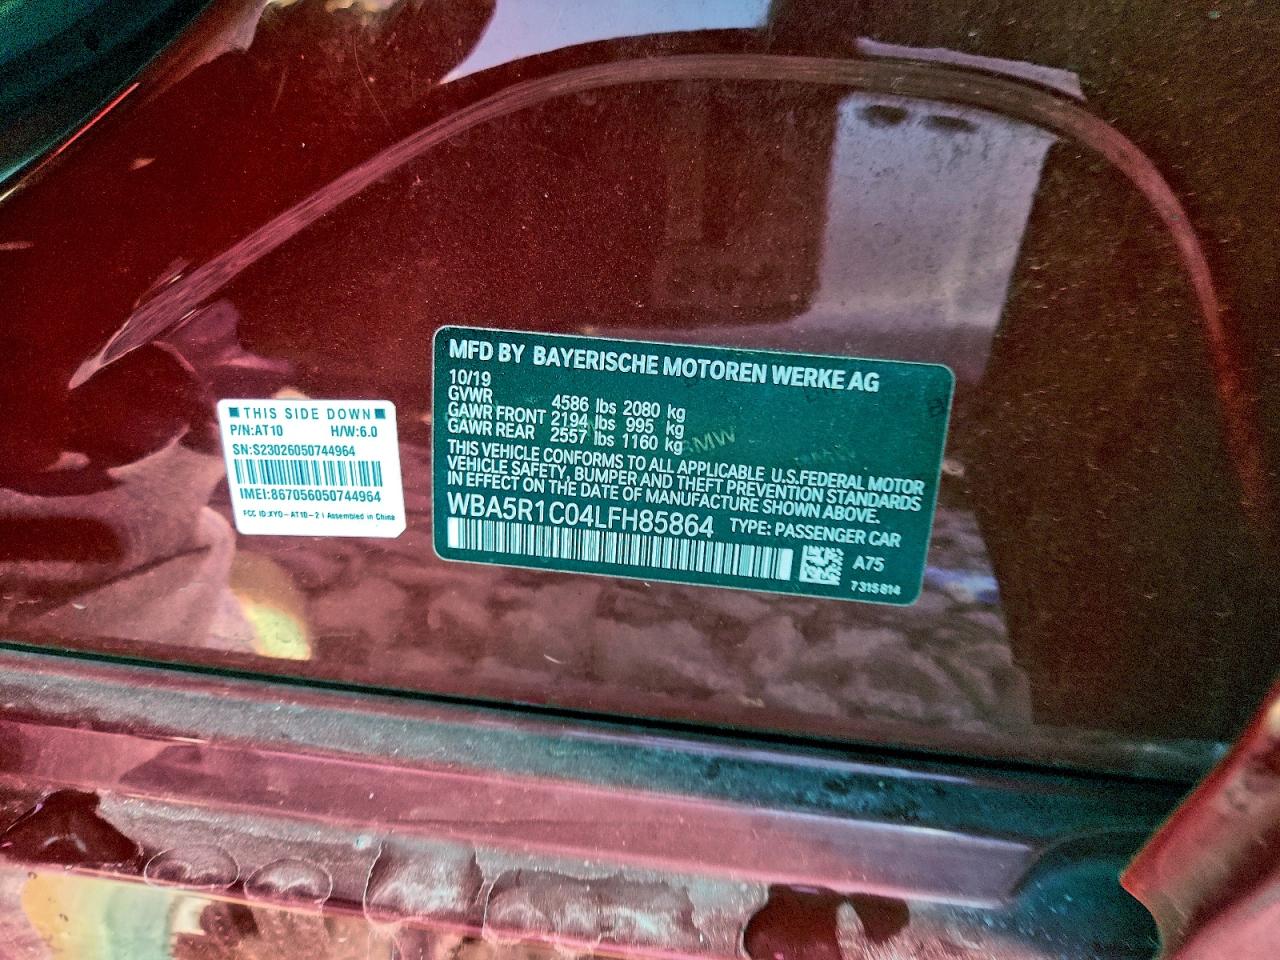 ■ THIS SIDE DOWN ■
P/N:AT10 H/W:6.0
SN:S23026050744964
IMEI:867056050744964
FCC ID:XYO-AT10-2 | Assembled in China
MFD BY BAYERISCHE MOTOREN WERKE AG
10/19
GVWR 4586 lbs 2080 kg
GAWR FRONT 2194 lbs 995 kg
GAWR REAR 2557 lbs 1160 kg
THIS VEHICLE CONFORMS TO ALL APPLICABLE U.S.FEDERAL MOTOR
VEHICLE SAFETY, BUMPER AND THEFT PREVENTION STANDARDS
IN EFFECT ON THE DATE OF MANUFACTURE SHOWN ABOVE.
WBA5R1C04LFH85864 TYPE: PASSENGER CAR
A75
7315814
BMW